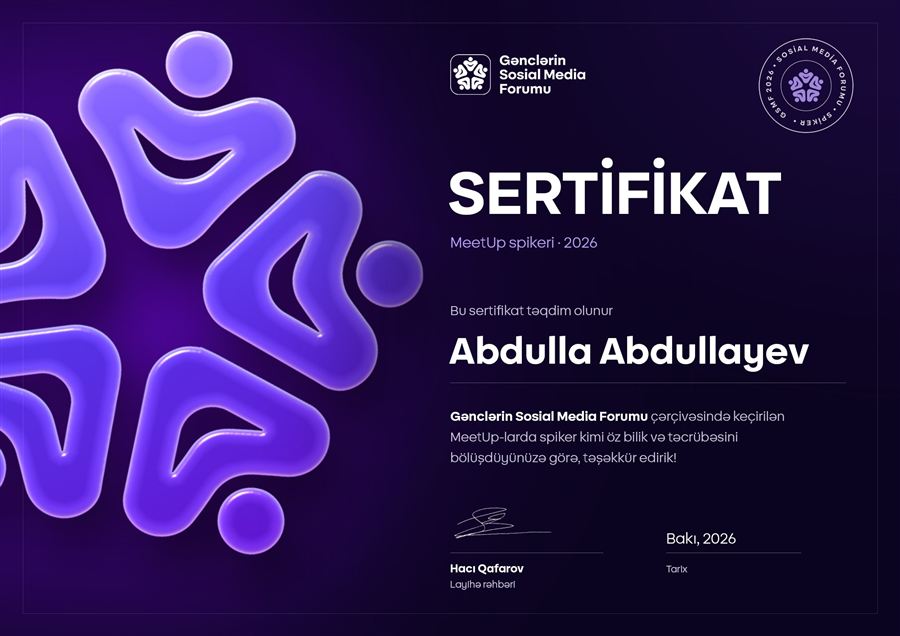 Gənclərin
Sosial Media
Forumu
GSMF 2026 • SOSİAL MEDİA FORUMU • SPİKER •
SERTİFİKAT
MeetUp spikeri · 2026
Bu sertifikat təqdim olunur
Abdulla Abdullayev
Gənclərin Sosial Media Forumu çərçivəsində keçirilən
MeetUp-larda spiker kimi öz bilik və təcrübəsini
bölüşdüyünüzə görə, təşəkkür edirik!
Bakı, 2026
Hacı Qafarov
Tarix
Layihə rəhbəri